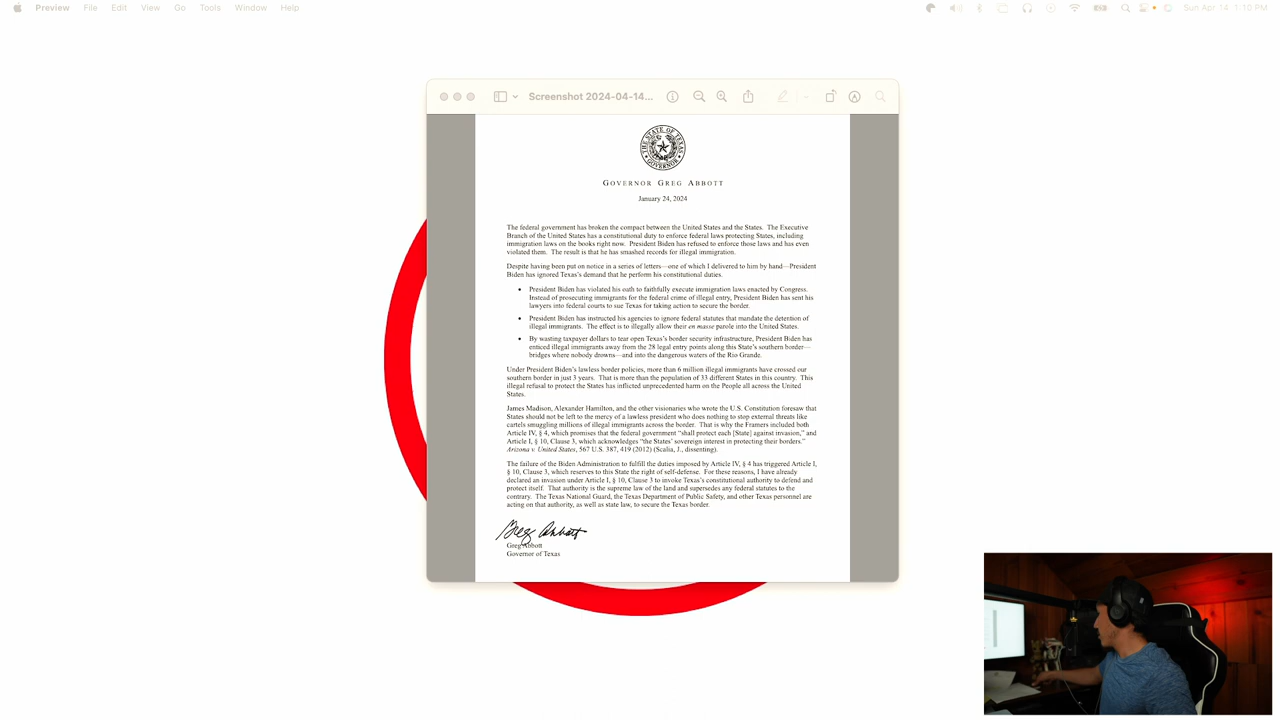 Preview File Edit View Go Tools Window Help
Sun Apr 14 1:10 PM
Screenshot 2024-04-14...
THE STATE OF TEXAS
GOVERNOR
GOVERNOR GREG ABBOTT
January 24, 2024
The federal government has broken the compact between the United States and the States. The Executive
Branch of the United States has a constitutional duty to enforce federal laws protecting States, including
immigration laws on the books right now. President Biden has refused to enforce those laws and has even
violated them. The result is that he has smashed records for illegal immigration.
Despite having been put on notice in a series of letters—one of which I delivered to him by hand—President
Biden has ignored Texas's demand that he perform his constitutional duties.
• President Biden has violated his oath to faithfully execute immigration laws enacted by Congress.
Instead of prosecuting immigrants for the federal crime of illegal entry, President Biden has sent his
lawyers into federal courts to sue Texas for taking action to secure the border.
• President Biden has instructed his agencies to ignore federal statutes that mandate the detention of
illegal immigrants. The effect is to illegally allow their en masse parole into the United States.
• By wasting taxpayer dollars to tear open Texas's border security infrastructure, President Biden has
enticed illegal immigrants away from the 28 legal entry points along this State's southern border—
bridges where nobody drowns—and into the dangerous waters of the Rio Grande.
Under President Biden's lawless border policies, more than 6 million illegal immigrants have crossed our
southern border in just 3 years. That is more than the population of 33 different States in this country. This
illegal refusal to protect the States has inflicted unprecedented harm on the People all across the United
States.
James Madison, Alexander Hamilton, and the other visionaries who wrote the U.S. Constitution foresaw that
States should not be left to the mercy of a lawless president who does nothing to stop external threats like
cartels smuggling millions of illegal immigrants across the border. That is why the Framers included both
Article IV, § 4, which promises that the federal government "shall protect each [State] against invasion," and
Article I, § 10, Clause 3, which acknowledges "the States' sovereign interest in protecting their borders."
Arizona v. United States, 567 U.S. 387, 419 (2012) (Scalia, J., dissenting).
The failure of the Biden Administration to fulfill the duties imposed by Article IV, § 4 has triggered Article I,
§ 10, Clause 3, which reserves to this State the right of self-defense. For these reasons, I have already
declared an invasion under Article I, § 10, Clause 3 to invoke Texas's constitutional authority to defend and
protect itself. That authority is the supreme law of the land and supersedes any federal statutes to the
contrary. The Texas National Guard, the Texas Department of Public Safety, and other Texas personnel are
acting on that authority, as well as state law, to secure the Texas border.
Greg Abbott
Greg Abbott
Governor of Texas